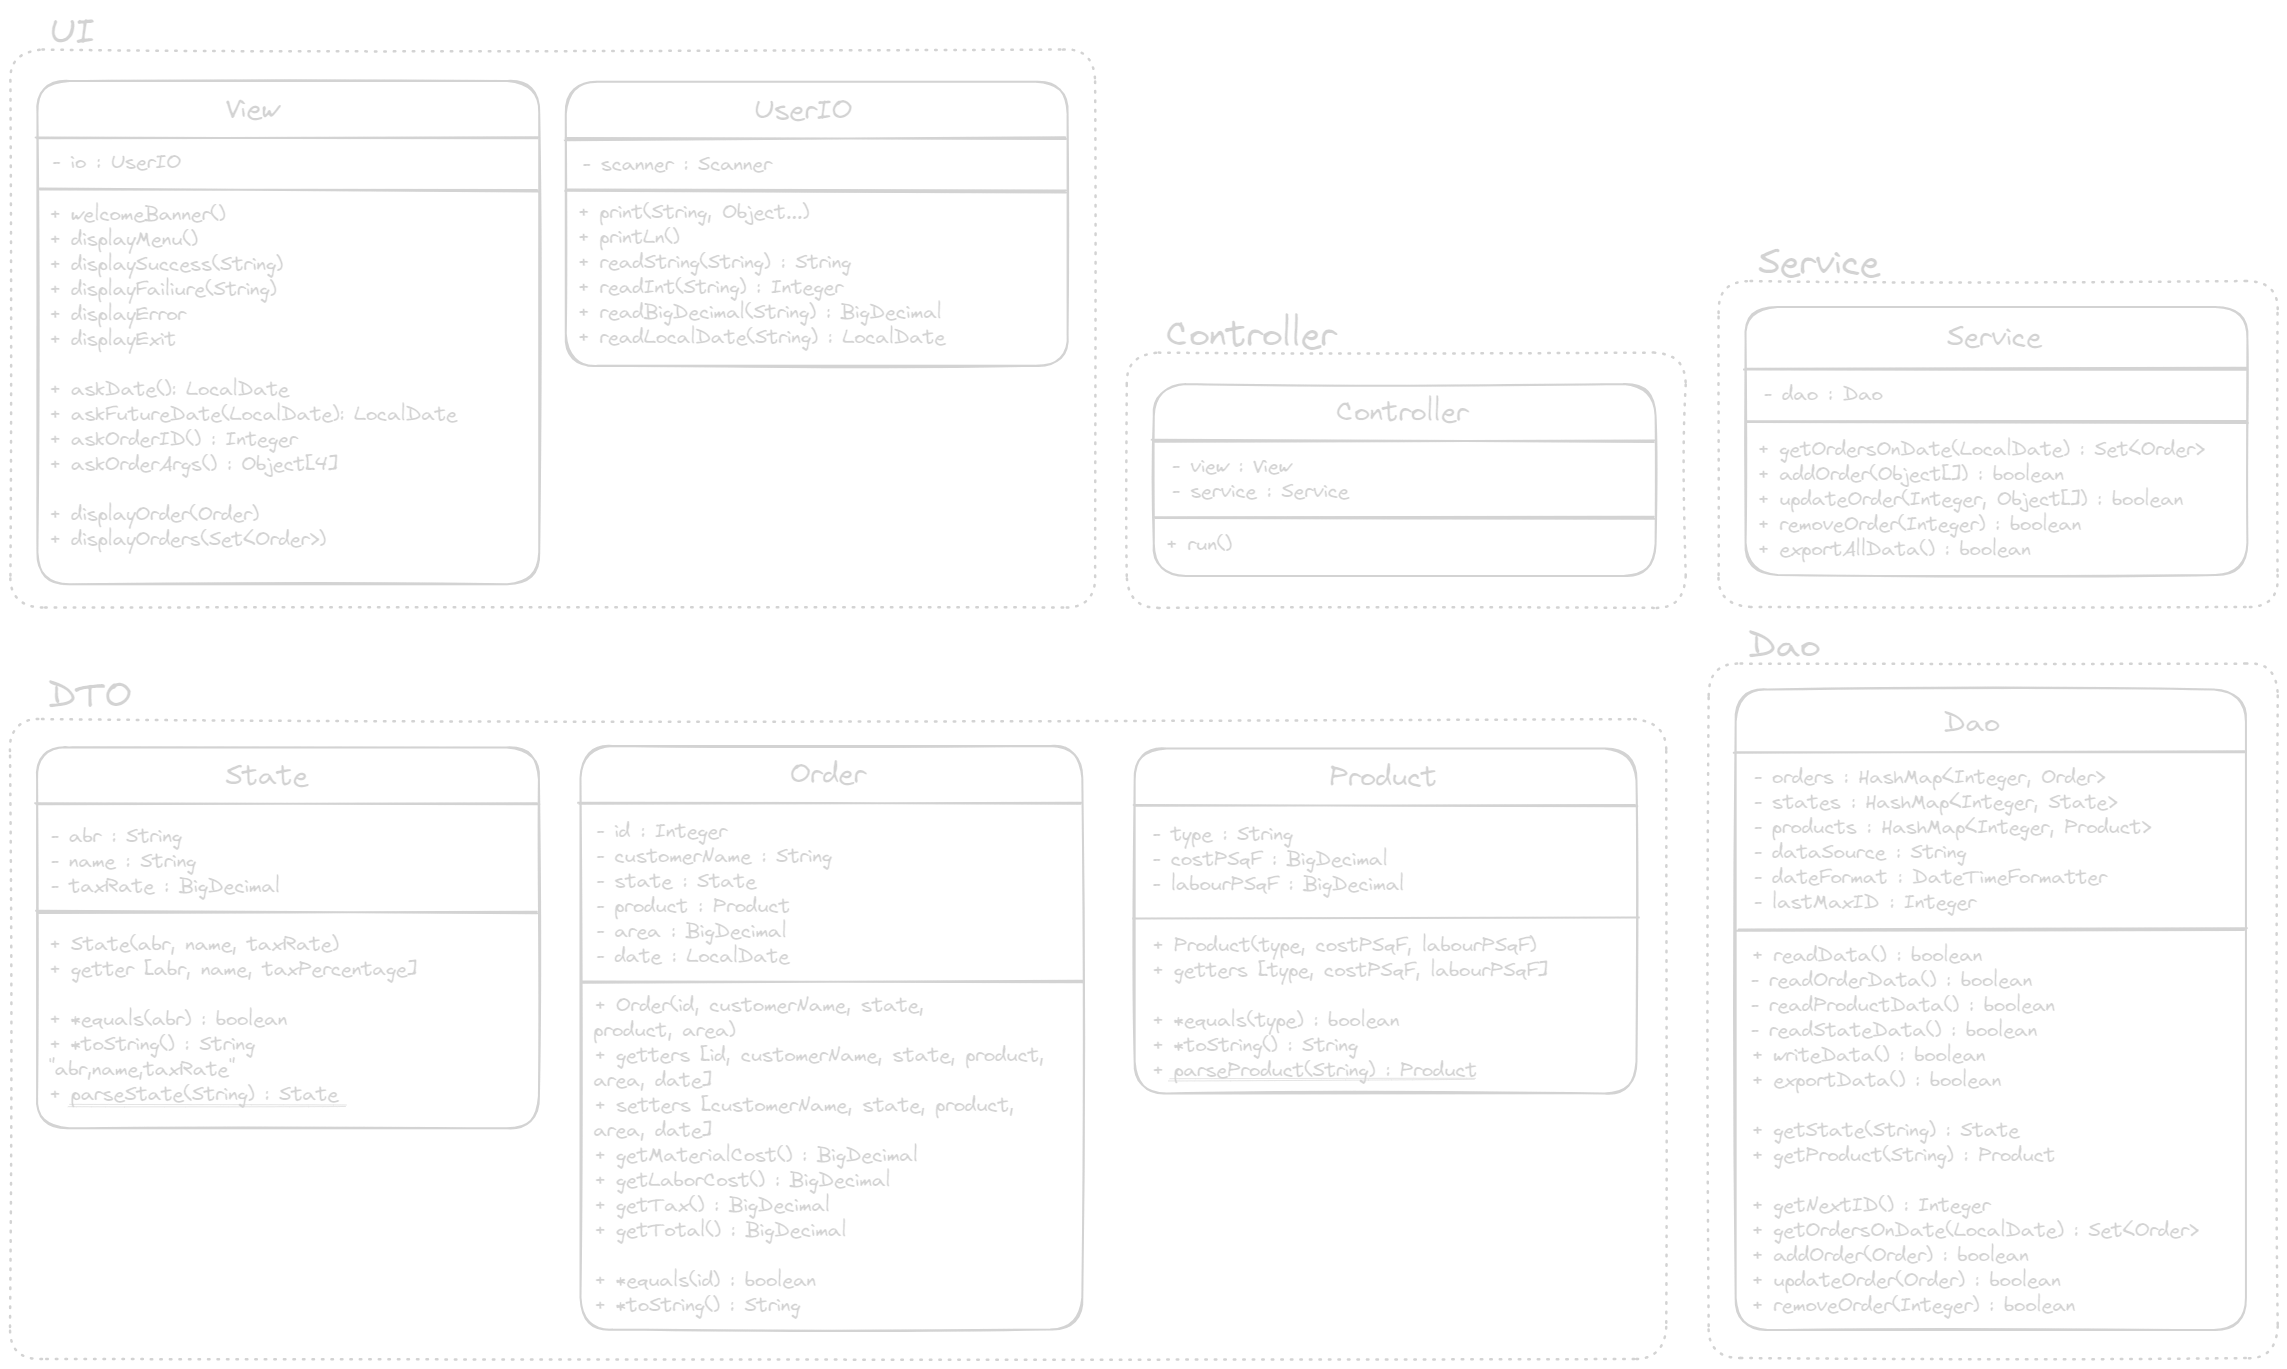 UI
View
- io : UserIO
+ welcomeBanner()
+ displayMenu()
+ displaySuccess(String)
+ displayFailiure(String)
+ displayError
+ displayExit
+ askDate(): LocalDate
+ askFutureDate(LocalDate): LocalDate
+ askOrderID() : Integer
+ askOrderArgs() : Object[4]
+ displayOrder(Order)
+ displayOrders(Set<Order>)
UserIO
- scanner : Scanner
+ print(String, Object...)
+ printLn()
+ readString(String) : String
+ readInt(String) : Integer
+ readBigDecimal(String) : BigDecimal
+ readLocalDate(String) : LocalDate
Controller
Controller
- view : View
- service : Service
+ run()
Service
Service
- dao : Dao
+ getOrdersOnDate(LocalDate) : Set<Order>
+ addOrder(Object[]) : boolean
+ updateOrder(Integer, Object[]) : boolean
+ removeOrder(Integer) : boolean
+ exportAllData() : boolean
DTO
State
- abr : String
- name : String
- taxRate : BigDecimal
+ State(abr, name, taxRate)
+ getter [abr, name, taxPercentage]
+ *equals(abr) : boolean
+ *toString() : String
"abr,name,taxRate"
+ parseState(String) : State
Order
- id : Integer
- customerName : String
- state : State
- product : Product
- area : BigDecimal
- date : LocalDate
+ Order(id, customerName, state,
product, area)
+ getters [id, customerName, state, product,
area, date]
+ setters [customerName, state, product,
area, date]
+ getMaterialCost() : BigDecimal
+ getLaborCost() : BigDecimal
+ getTax() : BigDecimal
+ getTotal() : BigDecimal
+ *equals(id) : boolean
+ *toString() : String
Product
- type : String
- costPSqF : BigDecimal
- labourPSqF : BigDecimal
+ Product(type, costPSqF, labourPSqF)
+ getters [type, costPSqF, labourPSqF]
+ *equals(type) : boolean
+ *toString() : String
+ parseProduct(String) : Product
Dao
Dao
- orders : HashMap<Integer, Order>
- states : HashMap<Integer, State>
- products : HashMap<Integer, Product>
- dataSource : String
- dateFormat : DateTimeFormatter
- lastMaxID : Integer
+ readData() : boolean
- readOrderData() : boolean
- readProductData() : boolean
- readStateData() : boolean
+ writeData() : boolean
+ exportData() : boolean
+ getState(String) : State
+ getProduct(String) : Product
+ getNextID() : Integer
+ getOrdersOnDate(LocalDate) : Set<Order>
+ addOrder(Order) : boolean
+ updateOrder(Order) : boolean
+ removeOrder(Integer) : boolean